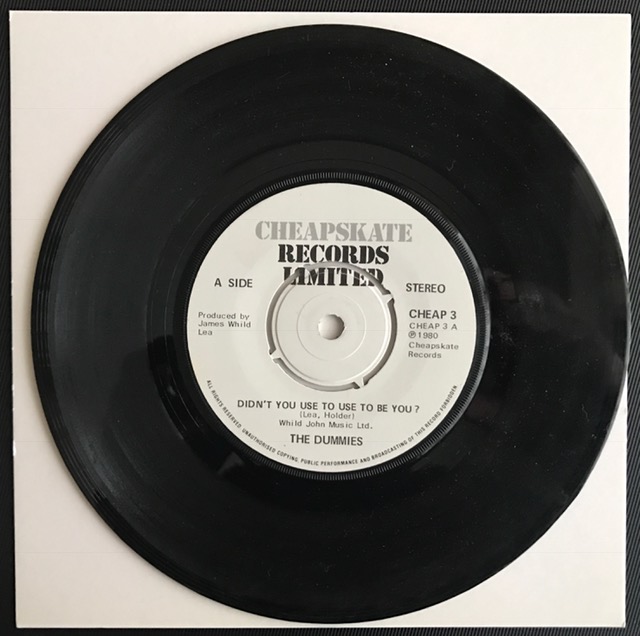 CHEAPSKATE
RECORDS
LIMITED
A SIDE
STEREO
Produced by
James Whild
Lea
CHEAP 3
CHEAP 3 A
Ⓟ1980
Cheapskate
Records
DIDN'T YOU USE TO USE TO BE YOU?
(Lea, Holder)
Whild John Music Ltd.
THE DUMMIES
ALL RIGHTS RESERVED. UNAUTHORISED COPYING, PUBLIC PERFORMANCE AND BROADCASTING OF THIS RECORD FORBIDDEN